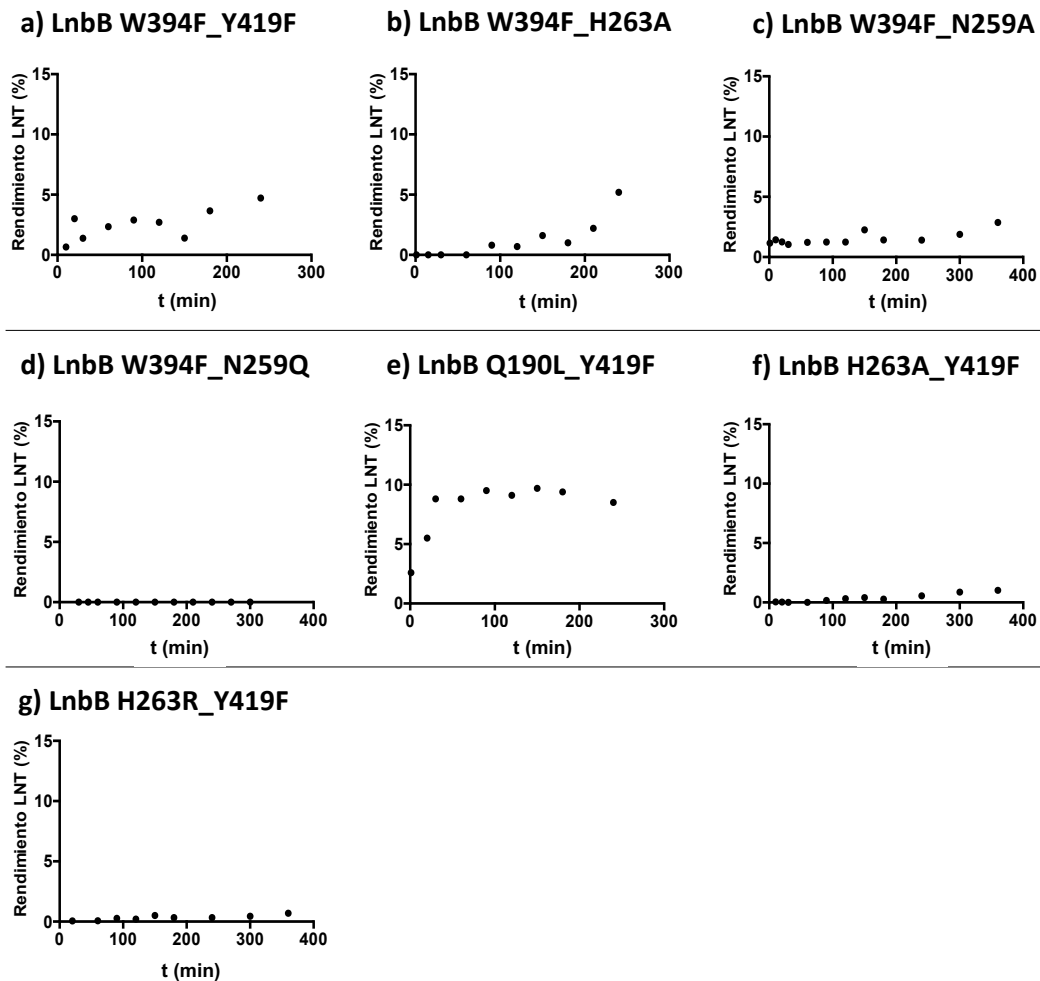 a) LnbB W394F_Y419F
b) LnbB W394F_H263A
c) LnbB W394F_N259A
Rendimiento LNT (%)
15
10
5
0
0
100
200
300
t (min)
Rendimiento LNT (%)
15
10
5
0
0
100
200
300
t (min)
Rendimiento LNT (%)
15
10
5
0
0
100
200
300
400
t (min)
d) LnbB W394F_N259Q
e) LnbB Q190L_Y419F
f) LnbB H263A_Y419F
Rendimiento LNT (%)
15
10
5
0
0
100
200
300
400
t (min)
Rendimiento LNT (%)
15
10
5
0
0
100
200
300
t (min)
Rendimiento LNT (%)
15
10
5
0
0
100
200
300
400
t (min)
g) LnbB H263R_Y419F
Rendimiento LNT (%)
15
10
5
0
0
100
200
300
400
t (min)